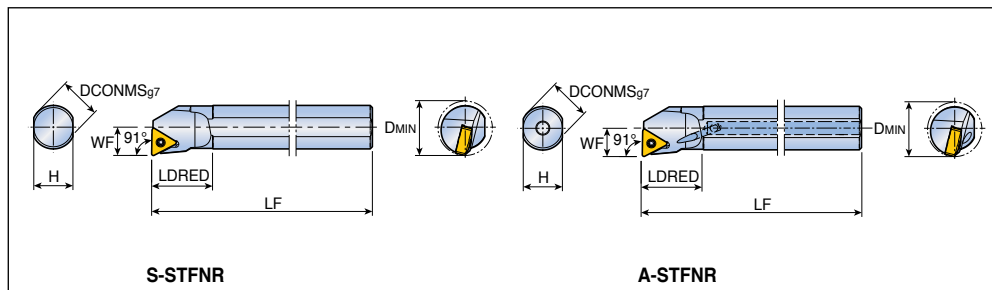 DCONMSg7
WF
91°
H
LDRED
LF
DMIN
S-STFNR
DCONMSg7
WF
91°
H
LDRED
LF
DMIN
A-STFNR